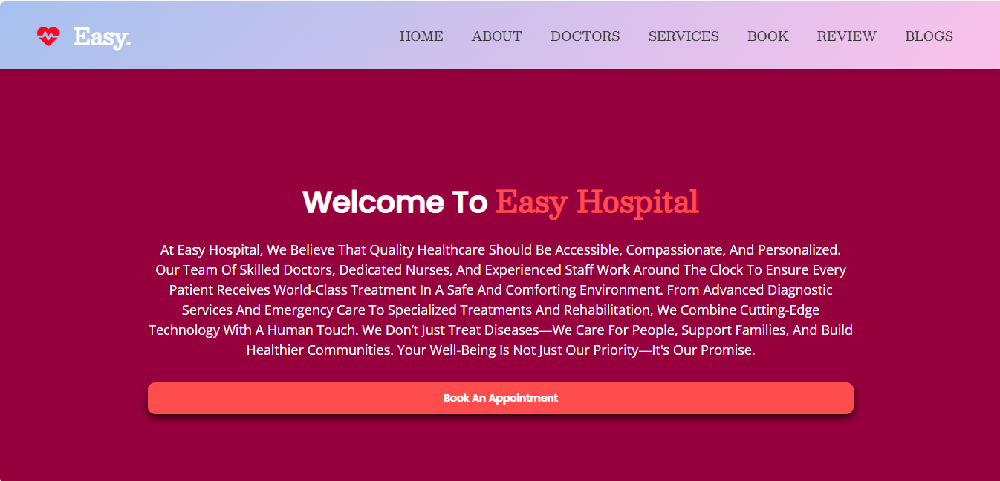 Easy.
HOME ABOUT DOCTORS SERVICES BOOK REVIEW BLOGS
Welcome To Easy Hospital
At Easy Hospital, We Believe That Quality Healthcare Should Be Accessible, Compassionate, And Personalized.
Our Team Of Skilled Doctors, Dedicated Nurses, And Experienced Staff Work Around The Clock To Ensure Every
Patient Receives World-Class Treatment In A Safe And Comforting Environment. From Advanced Diagnostic
Services And Emergency Care To Specialized Treatments And Rehabilitation, We Combine Cutting-Edge
Technology With A Human Touch. We Don’t Just Treat Diseases—We Care For People, Support Families, And Build
Healthier Communities. Your Well-Being Is Not Just Our Priority—It's Our Promise.
Book An Appointment